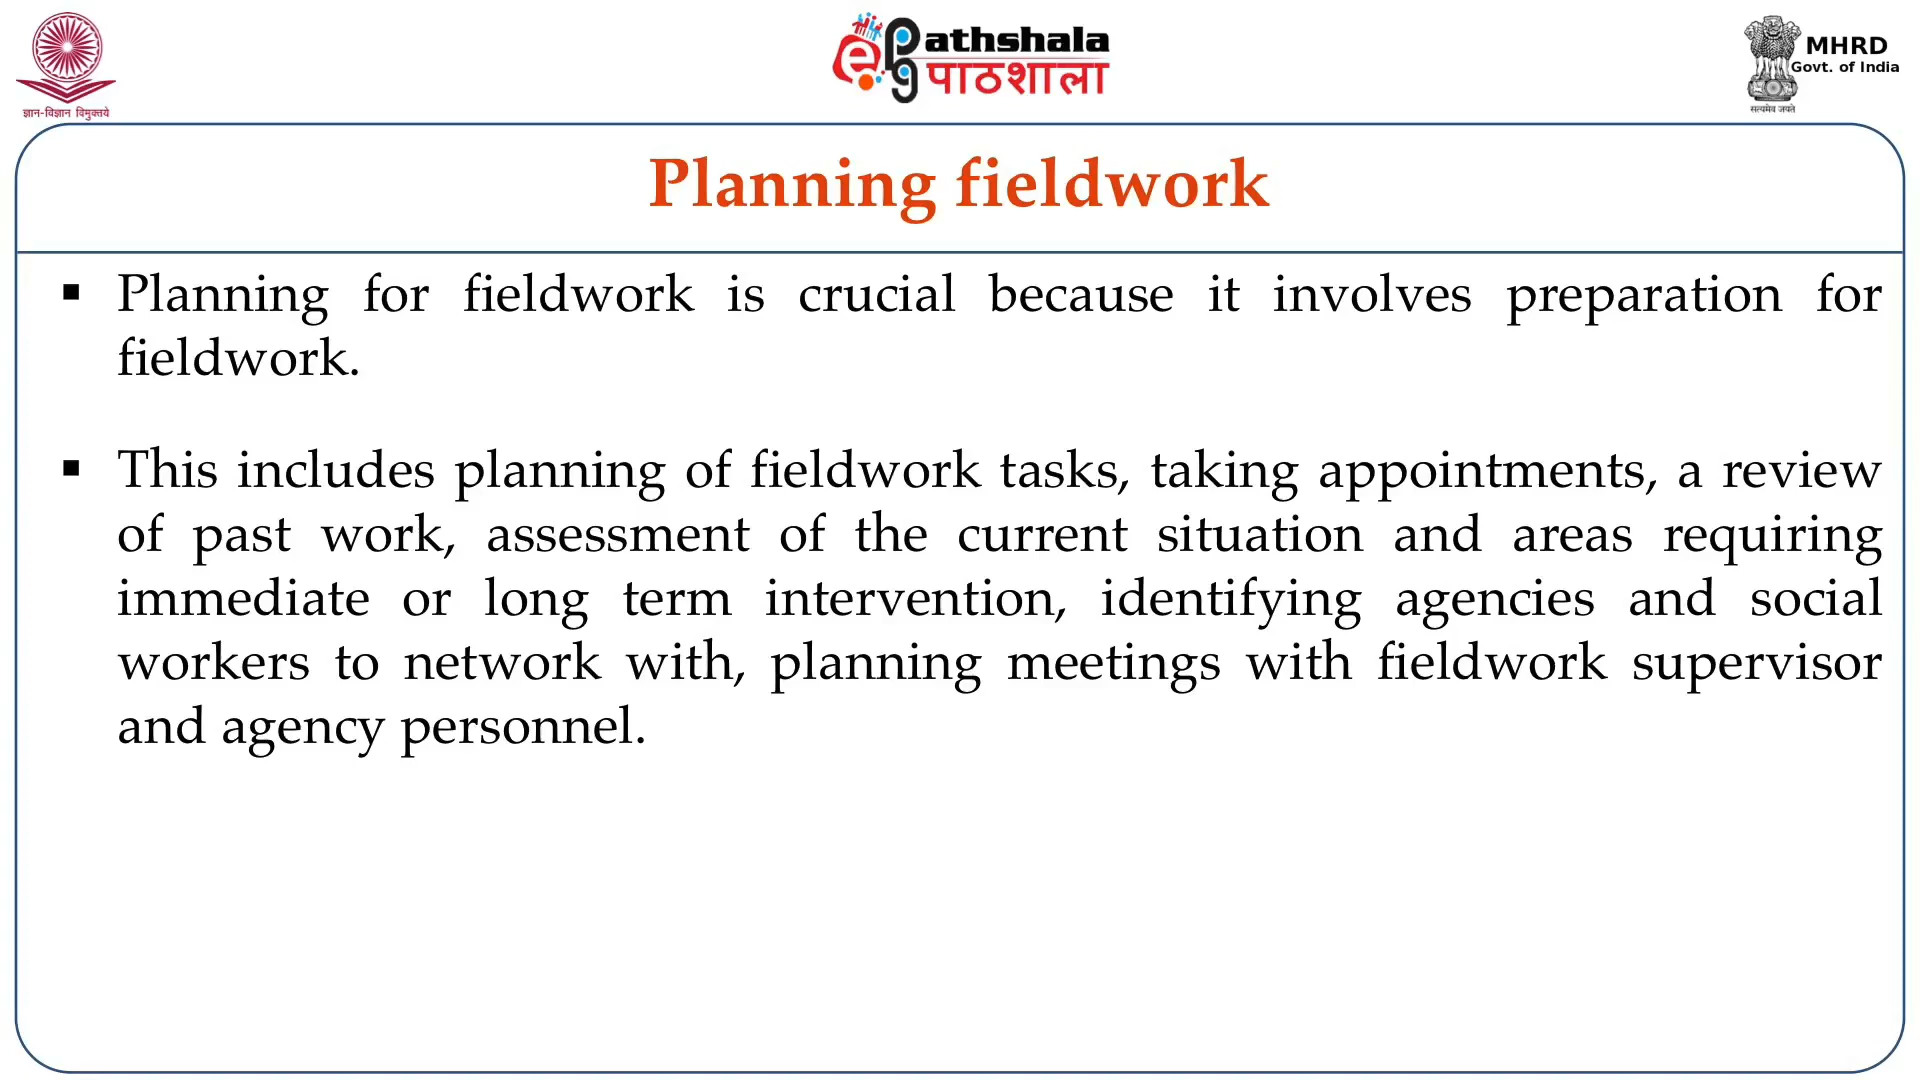 ज्ञान-विज्ञान विमुक्तये
e
pg
Pathshala
पाठशाला
MHRD
Govt. of India
सत्यमेव जयते
Planning fieldwork
▪ Planning for fieldwork is crucial because it involves preparation for
fieldwork.
▪ This includes planning of fieldwork tasks, taking appointments, a review
of past work, assessment of the current situation and areas requiring
immediate or long term intervention, identifying agencies and social
workers to network with, planning meetings with fieldwork supervisor
and agency personnel.